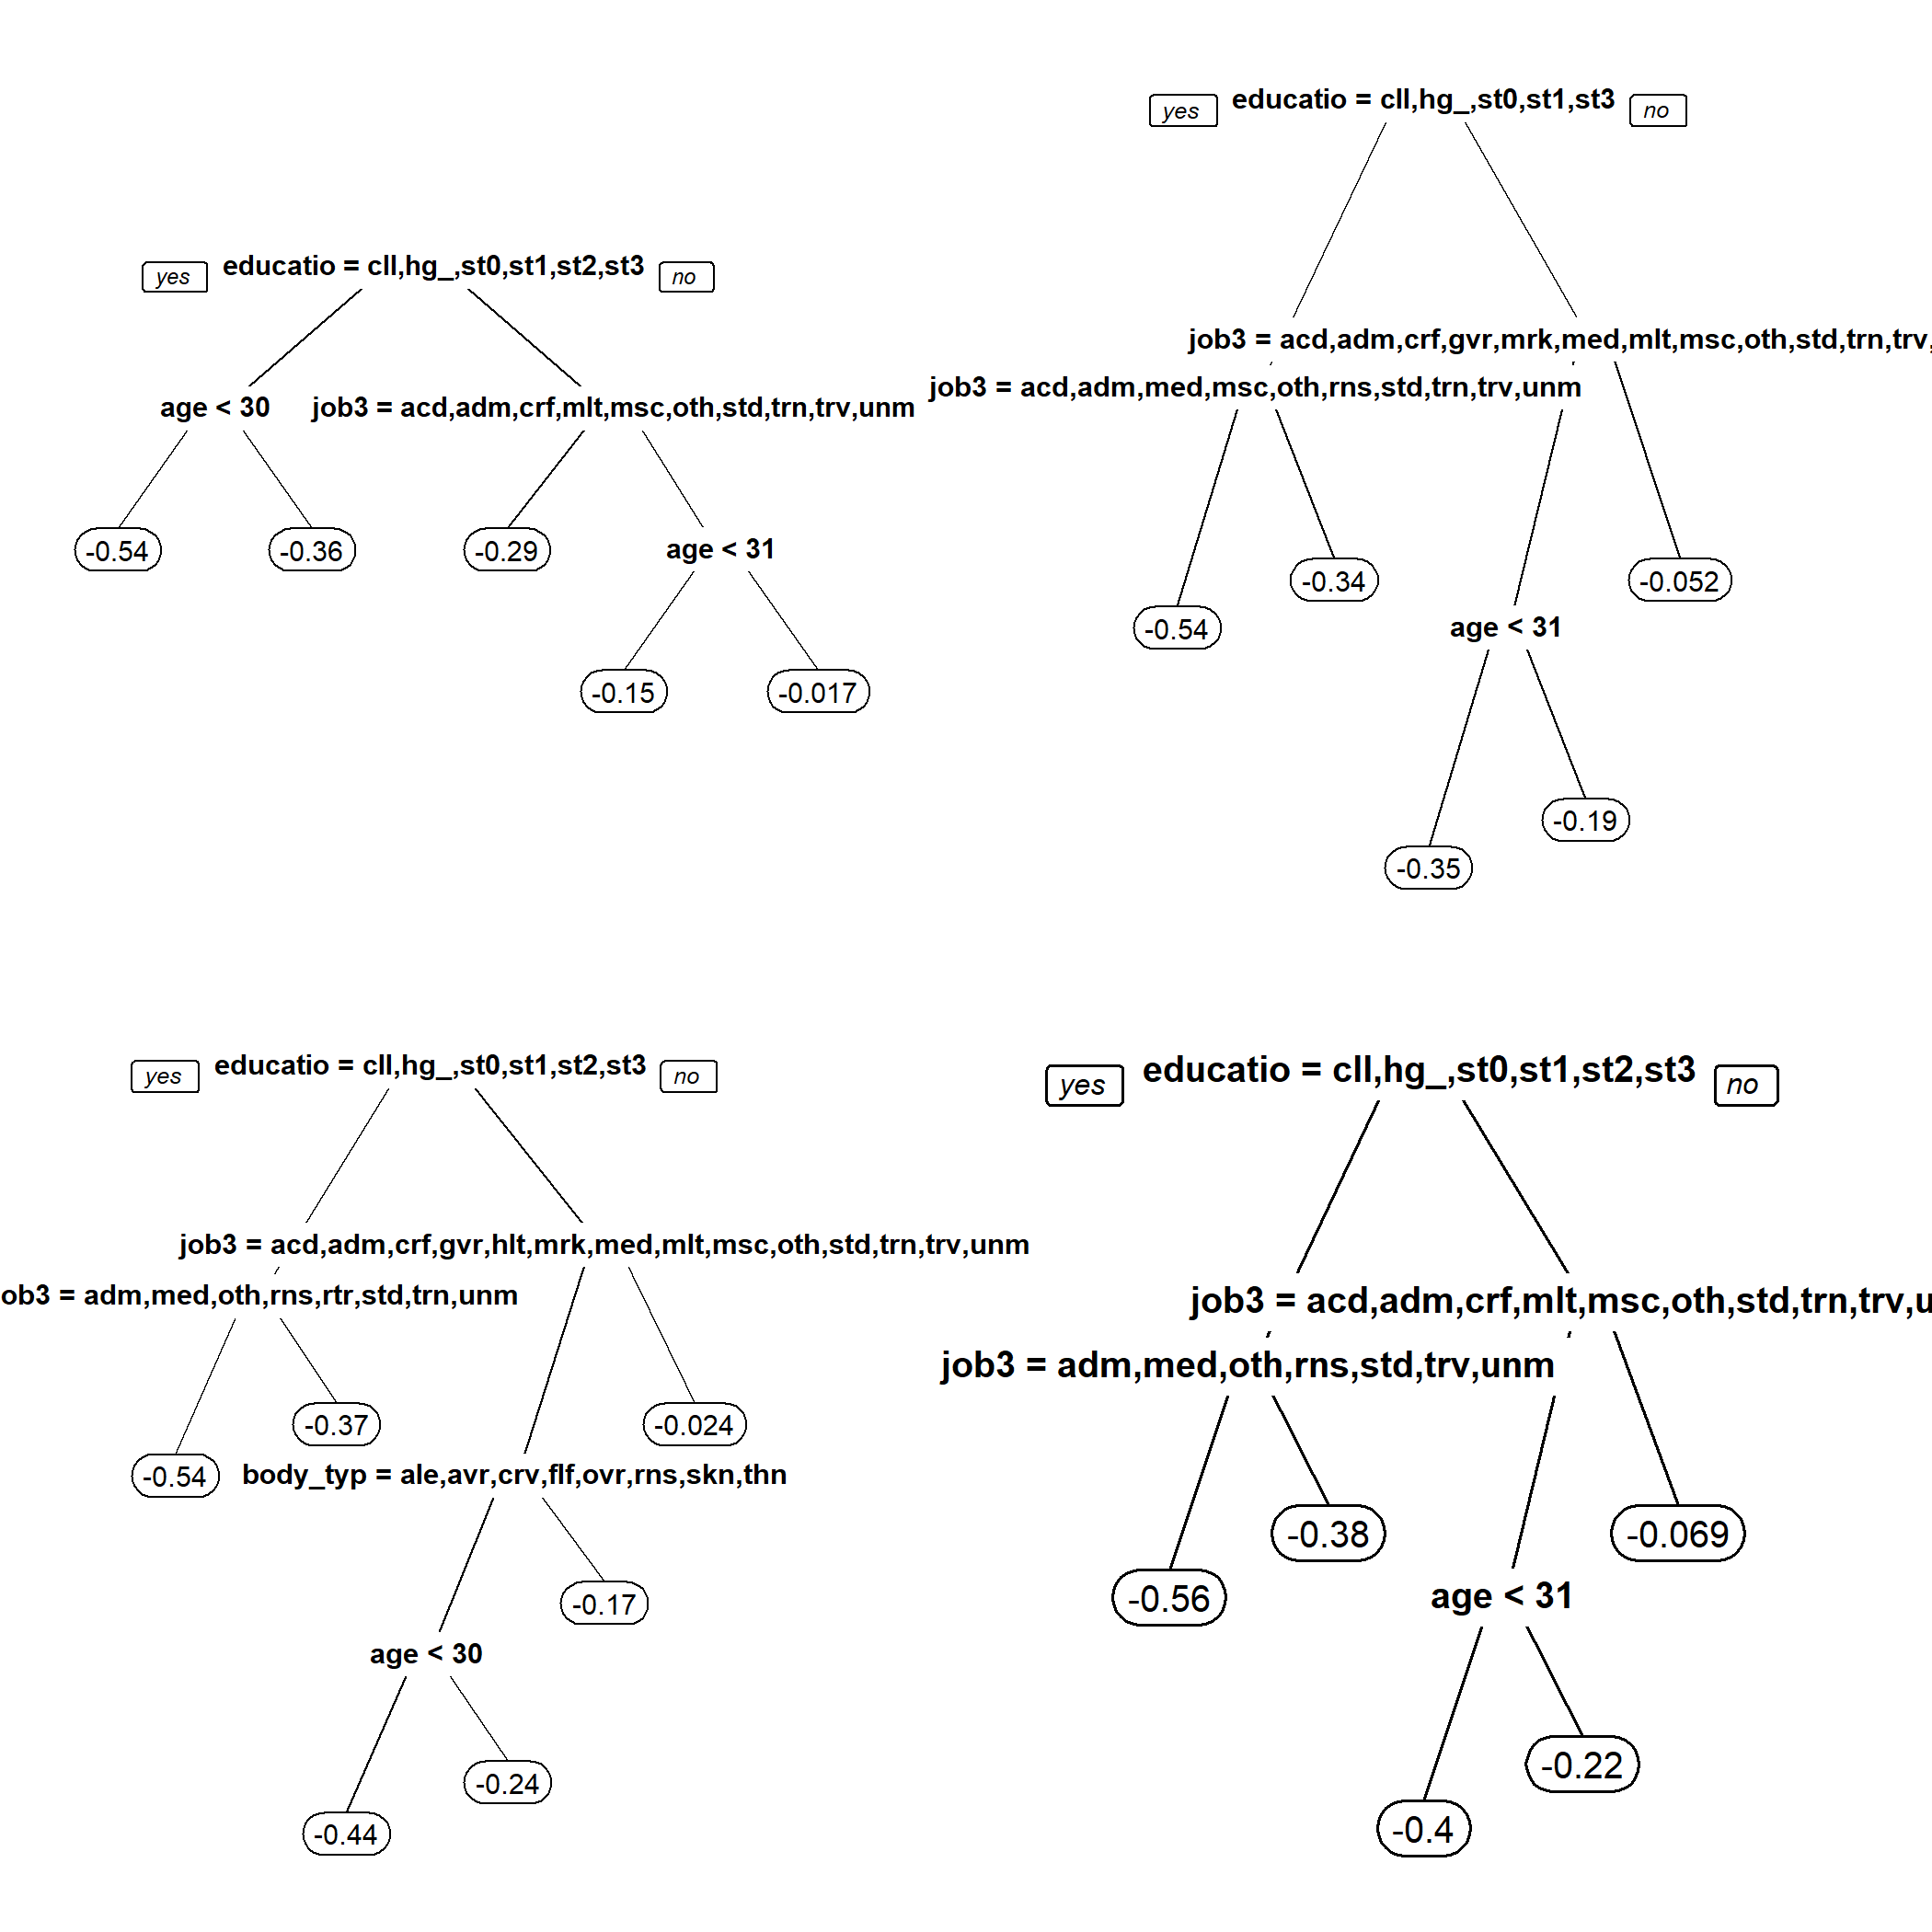 yes educatio = cll,hg_,st0,st1,st2,st3 no
age < 30 job3 = acd,adm,crf,mlt,msc,oth,std,trn,trv,unm
-0.54 -0.36 -0.29 age < 31
-0.15 -0.017
yes educatio = cll,hg_,st0,st1,st3 no
job3 = acd,adm,crf,gvr,mrk,med,mlt,msc,oth,std,trn,trv,
job3 = acd,adm,med,msc,oth,rns,std,trn,trv,unm
-0.34 -0.052
-0.54 age < 31
-0.19
-0.35
yes educatio = cll,hg_,st0,st1,st2,st3 no
job3 = acd,adm,crf,gvr,hlt,mrk,med,mlt,msc,oth,std,trn,trv,unm
ob3 = adm,med,oth,rns,rtr,std,trn,unm
-0.37 -0.024
-0.54 body_typ = ale,avr,crv,flf,ovr,rns,skn,thn
-0.17
age < 30
-0.24
-0.44
yes educatio = cll,hg_,st0,st1,st2,st3 no
job3 = acd,adm,crf,mlt,msc,oth,std,trn,trv,u
job3 = adm,med,oth,rns,std,trv,unm
-0.38 -0.069
-0.56 age < 31
-0.22
-0.4